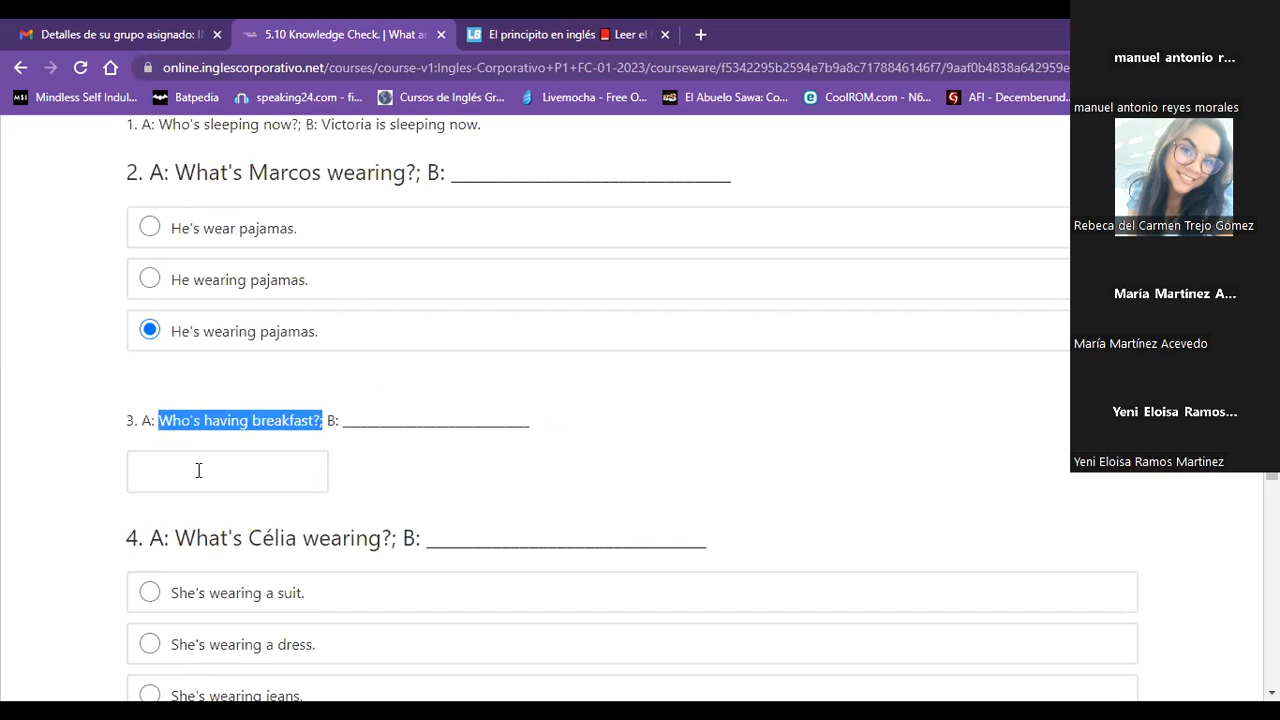 Detalles de su grupo asignado: II
5.10 Knowledge Check. | What ar
El principito en inglés 📕 Leer el
online.inglescorporativo.net/courses/course-v1:Ingles-Corporativo+P1+FC-01-2023/courseware/f5342295b2594e7b9a8c7178846146f7/9aaf0b4838a642959e
Mindless Self Indul...
Batpedia
speaking24.com - fi...
Cursos de Inglés Gr...
Livemocha - Free O...
El Abuelo Sawa: Co...
CoolROM.com - N6...
AFI - Decemberund...
1. A: Who's sleeping now?; B: Victoria is sleeping now.
2. A: What's Marcos wearing?; B: ____________________________
He's wear pajamas.
He wearing pajamas.
He's wearing pajamas.
3. A: Who's having breakfast?; B: ____________________________
4. A: What's Célia wearing?; B: ____________________________
She's wearing a suit.
She's wearing a dress.
She's wearing jeans.
manuel antonio r...
manuel antonio reyes morales
Rebeca del Carmen Trejo Gómez
María Martínez A...
María Martínez Acevedo
Yeni Eloisa Ramos...
Yeni Eloisa Ramos Martinez